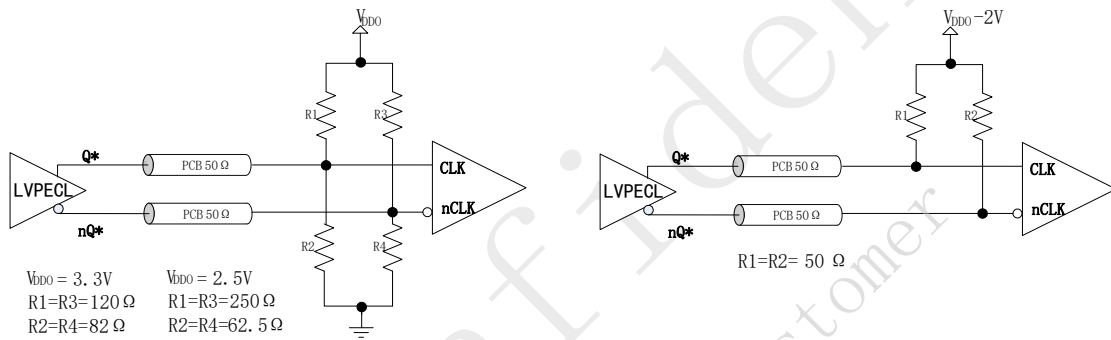 VDDO
R1
R3
Q*
PCB 50 Ω
CLK
LVPECL
PCB 50 Ω
nCLK
nQ*
R2
R4
VDDO = 3.3V
R1=R3=120 Ω
R2=R4=82 Ω
VDDO = 2.5V
R1=R3=250 Ω
R2=R4=62.5 Ω
VDDO-2V
R1
R2
Q*
PCB 50 Ω
CLK
LVPECL
PCB 50 Ω
nCLK
nQ*
R1=R2= 50 Ω
nfiden
stomer